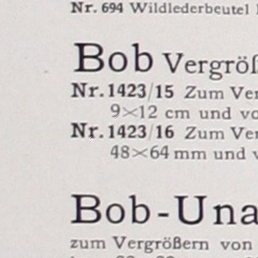 Nr. 694 Wildlederbeutel
Bob Vergröß
Nr. 1423/15 Zum Ver
9×12 cm und vo
Nr. 1423/16 Zum Ver
48×64 mm und v
Bob-Una
zum Vergrößern von